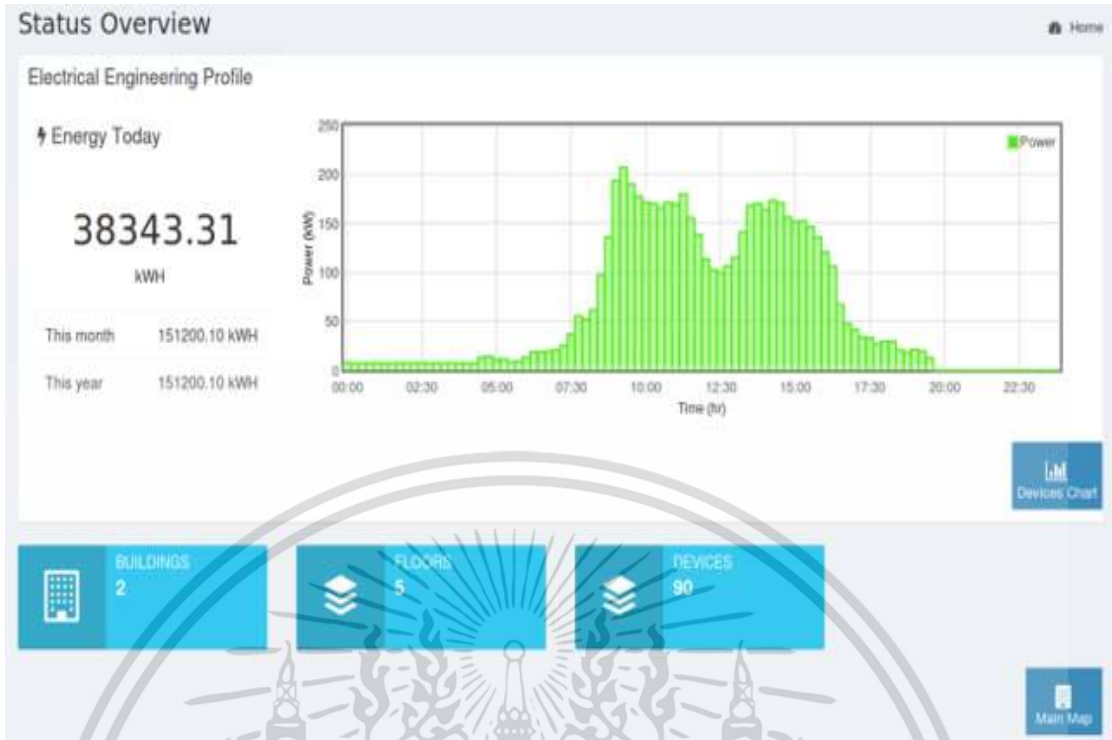 Status Overview
Home
Electrical Engineering Profile
Energy Today
38343.31
kWH
This month 151200.10 kWH
This year 151200.10 kWH
Power (kW)
250
200
150
100
50
0
Power
00:00 02:30 05:00 07:30 10:00 12:30 15:00 17:30 20:00 22:30
Time (hr)
Devices Chart
BUILDINGS
2
FLOORS
5
DEVICES
90
Main Map